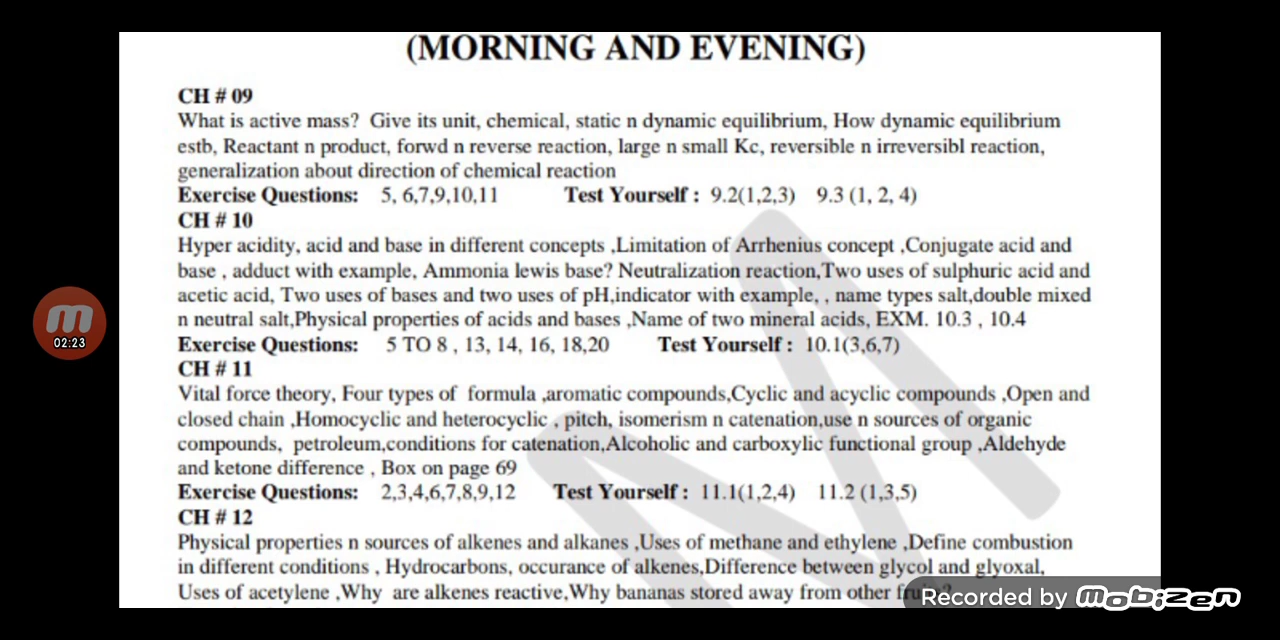 (MORNING AND EVENING)
CH # 09
What is active mass? Give its unit, chemical, static n dynamic equilibrium, How dynamic equilibrium
estb, Reactant n product, forwd n reverse reaction, large n small Kc, reversible n irreversibl reaction,
generalization about direction of chemical reaction
Exercise Questions: 5, 6,7,9,10,11 Test Yourself : 9.2(1,2,3) 9.3 (1, 2, 4)
CH # 10
Hyper acidity, acid and base in different concepts ,Limitation of Arrhenius concept ,Conjugate acid and
base , adduct with example, Ammonia lewis base? Neutralization reaction,Two uses of sulphuric acid and
acetic acid, Two uses of bases and two uses of pH,indicator with example, , name types salt,double mixed
n neutral salt,Physical properties of acids and bases ,Name of two mineral acids, EXM. 10.3 , 10.4
Exercise Questions: 5 TO 8 , 13, 14, 16, 18,20 Test Yourself : 10.1(3,6,7)
CH # 11
Vital force theory, Four types of formula ,aromatic compounds,Cyclic and acyclic compounds ,Open and
closed chain ,Homocyclic and heterocyclic , pitch, isomerism n catenation,use n sources of organic
compounds, petroleum,conditions for catenation,Alcoholic and carboxylic functional group ,Aldehyde
and ketone difference , Box on page 69
Exercise Questions: 2,3,4,6,7,8,9,12 Test Yourself : 11.1(1,2,4) 11.2 (1,3,5)
CH # 12
Physical properties n sources of alkenes and alkanes ,Uses of methane and ethylene ,Define combustion
in different conditions , Hydrocarbons, occurance of alkenes,Difference between glycol and glyoxal,
Uses of acetylene ,Why are alkenes reactive,Why bananas stored away from other
02:23
Recorded by mobizen